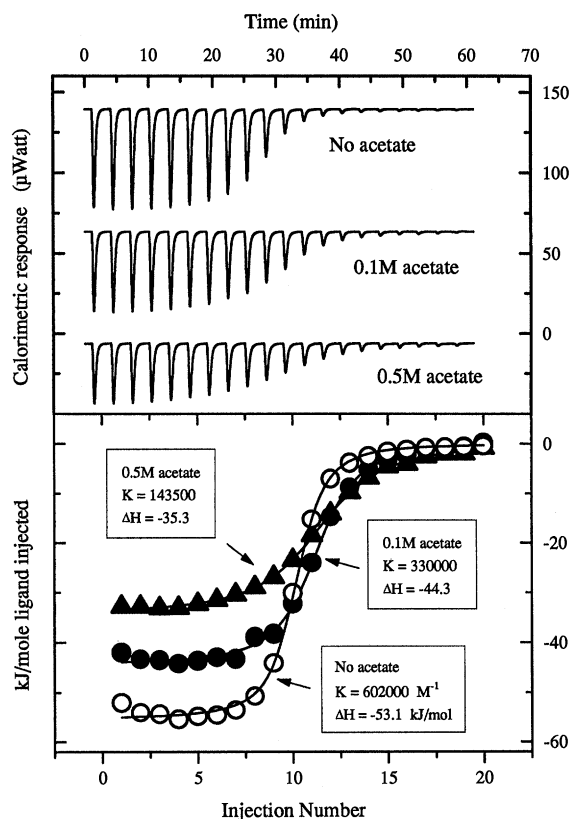 Time (min)
0 10 20 30 40 50 60 70
Calorimetric response (µWatt)
150
100
50
0
No acetate
0.1M acetate
0.5M acetate
kJ/mole ligand injected
0
-20
-40
-60
0.5M acetate
K = 143500
ΔH = -35.3
0.1M acetate
K = 330000
ΔH = -44.3
No acetate
K = 602000 M⁻¹
ΔH = -53.1 kJ/mol
0 5 10 15 20
Injection Number